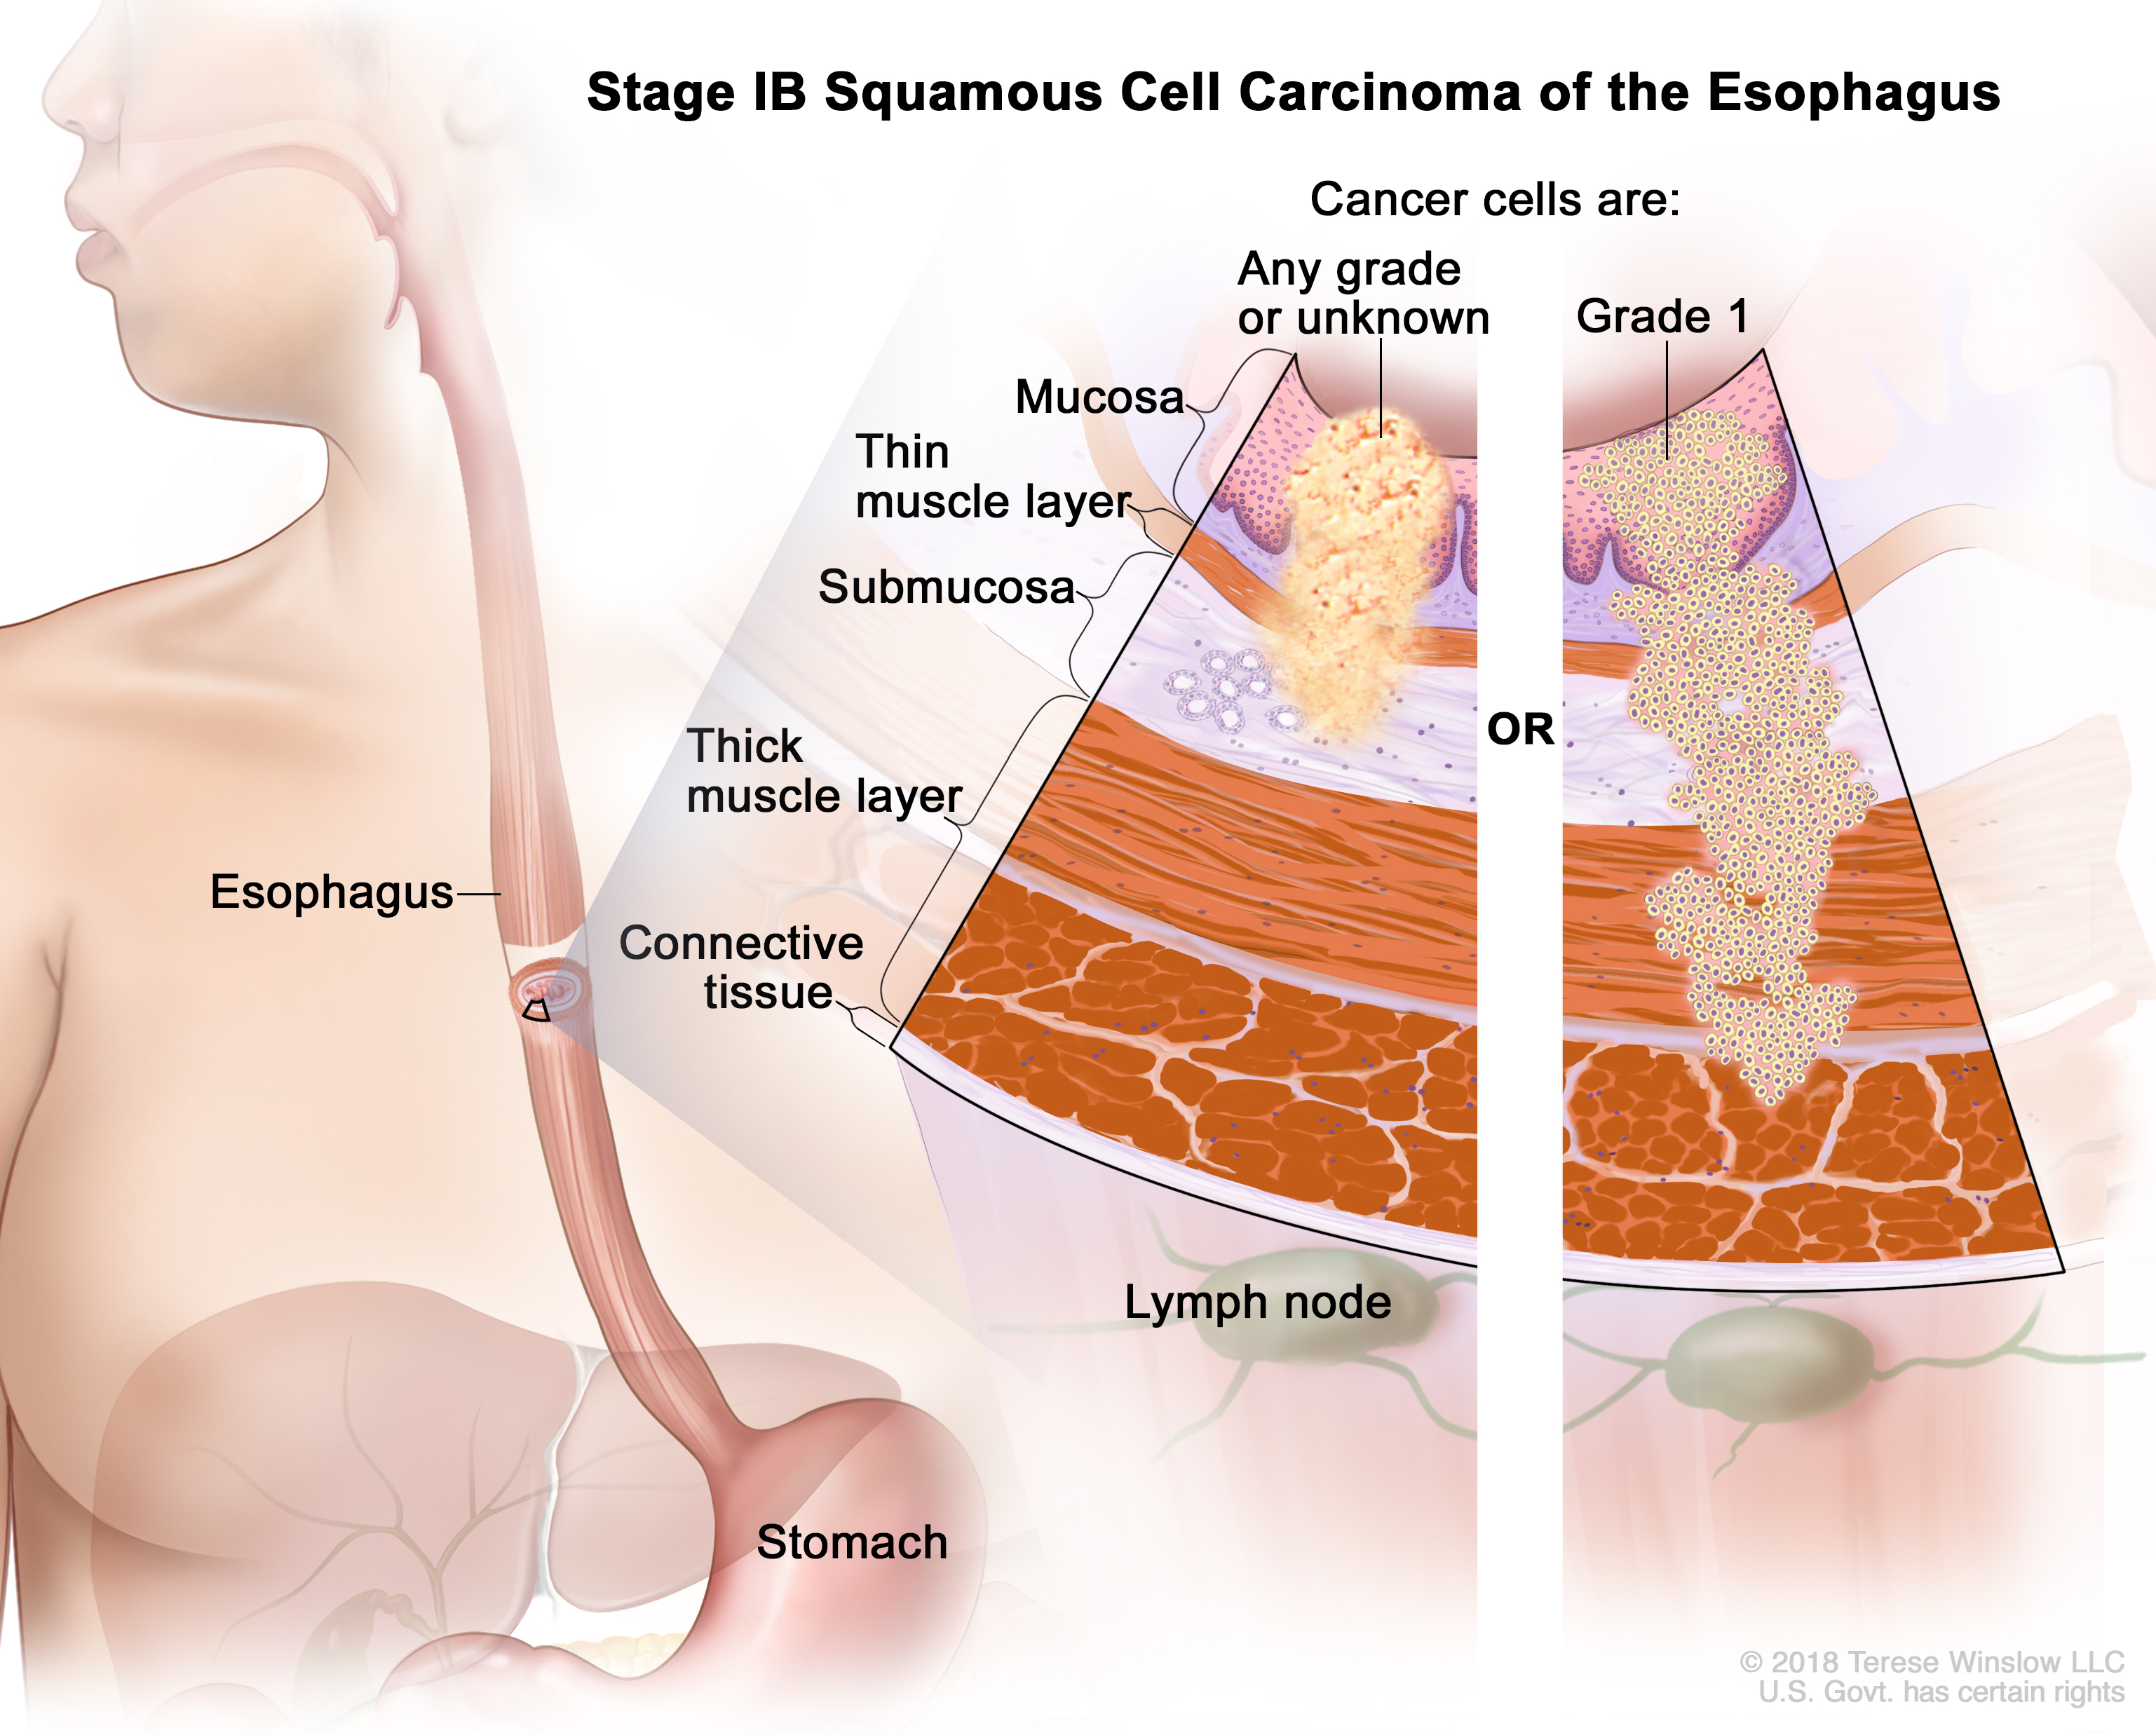 Stage IB Squamous Cell Carcinoma of the Esophagus
Cancer cells are:
Any grade
or unknown
Grade 1
Mucosa
Thin
muscle layer
Submucosa
OR
Thick
muscle layer
Esophagus
Connective
tissue
Lymph node
Stomach
© 2018 Terese Winslow LLC
U.S. Govt. has certain rights